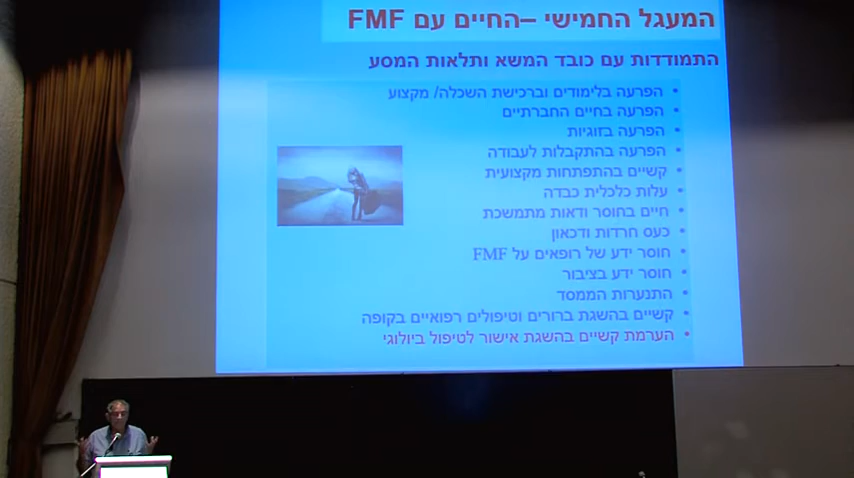 המעגל החמישי –החיים עם FMF
התמודדות עם כובד המשא ותלאות המסע
• הפרעה בלימודים וברכישת השכלה/ מקצוע
• הפרעה בחיים החברתיים
• הפרעה בזוגיות
• הפרעה בהתקבלות לעבודה
• קשיים בהתפתחות מקצועית
• עלות כלכלית כבדה
• חיים בחוסר ודאות מתמשכת
• כעס חרדות ודכאון
• חוסר ידע של רופאים על FMF
• חוסר ידע בציבור
• התנערות הממסד
• קשיים בהשגת ברורים וטיפולים רפואיים בקופה
• הערמת קשיים בהשגת אישור לטיפול ביולוגי